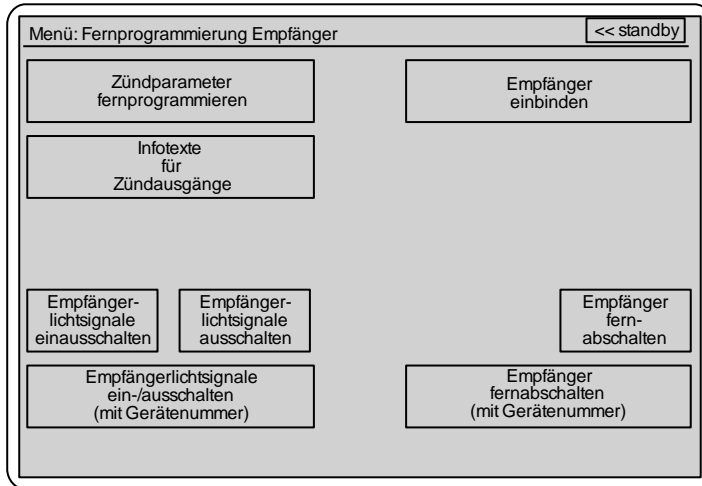 Menü: Fernprogrammierung Empfänger
<< standby
Zündparameter
fernprogrammieren
Empfänger
einbinden
Infotexte
für
Zündausgänge
Empfänger-
lichtsignale
einausschalten
Empfänger-
lichtsignale
ausschalten
Empfänger
fern-
abschalten
Empfängerlichtsignale
ein-/ausschalten
(mit Gerätenummer)
Empfänger
fernabschalten
(mit Gerätenummer)